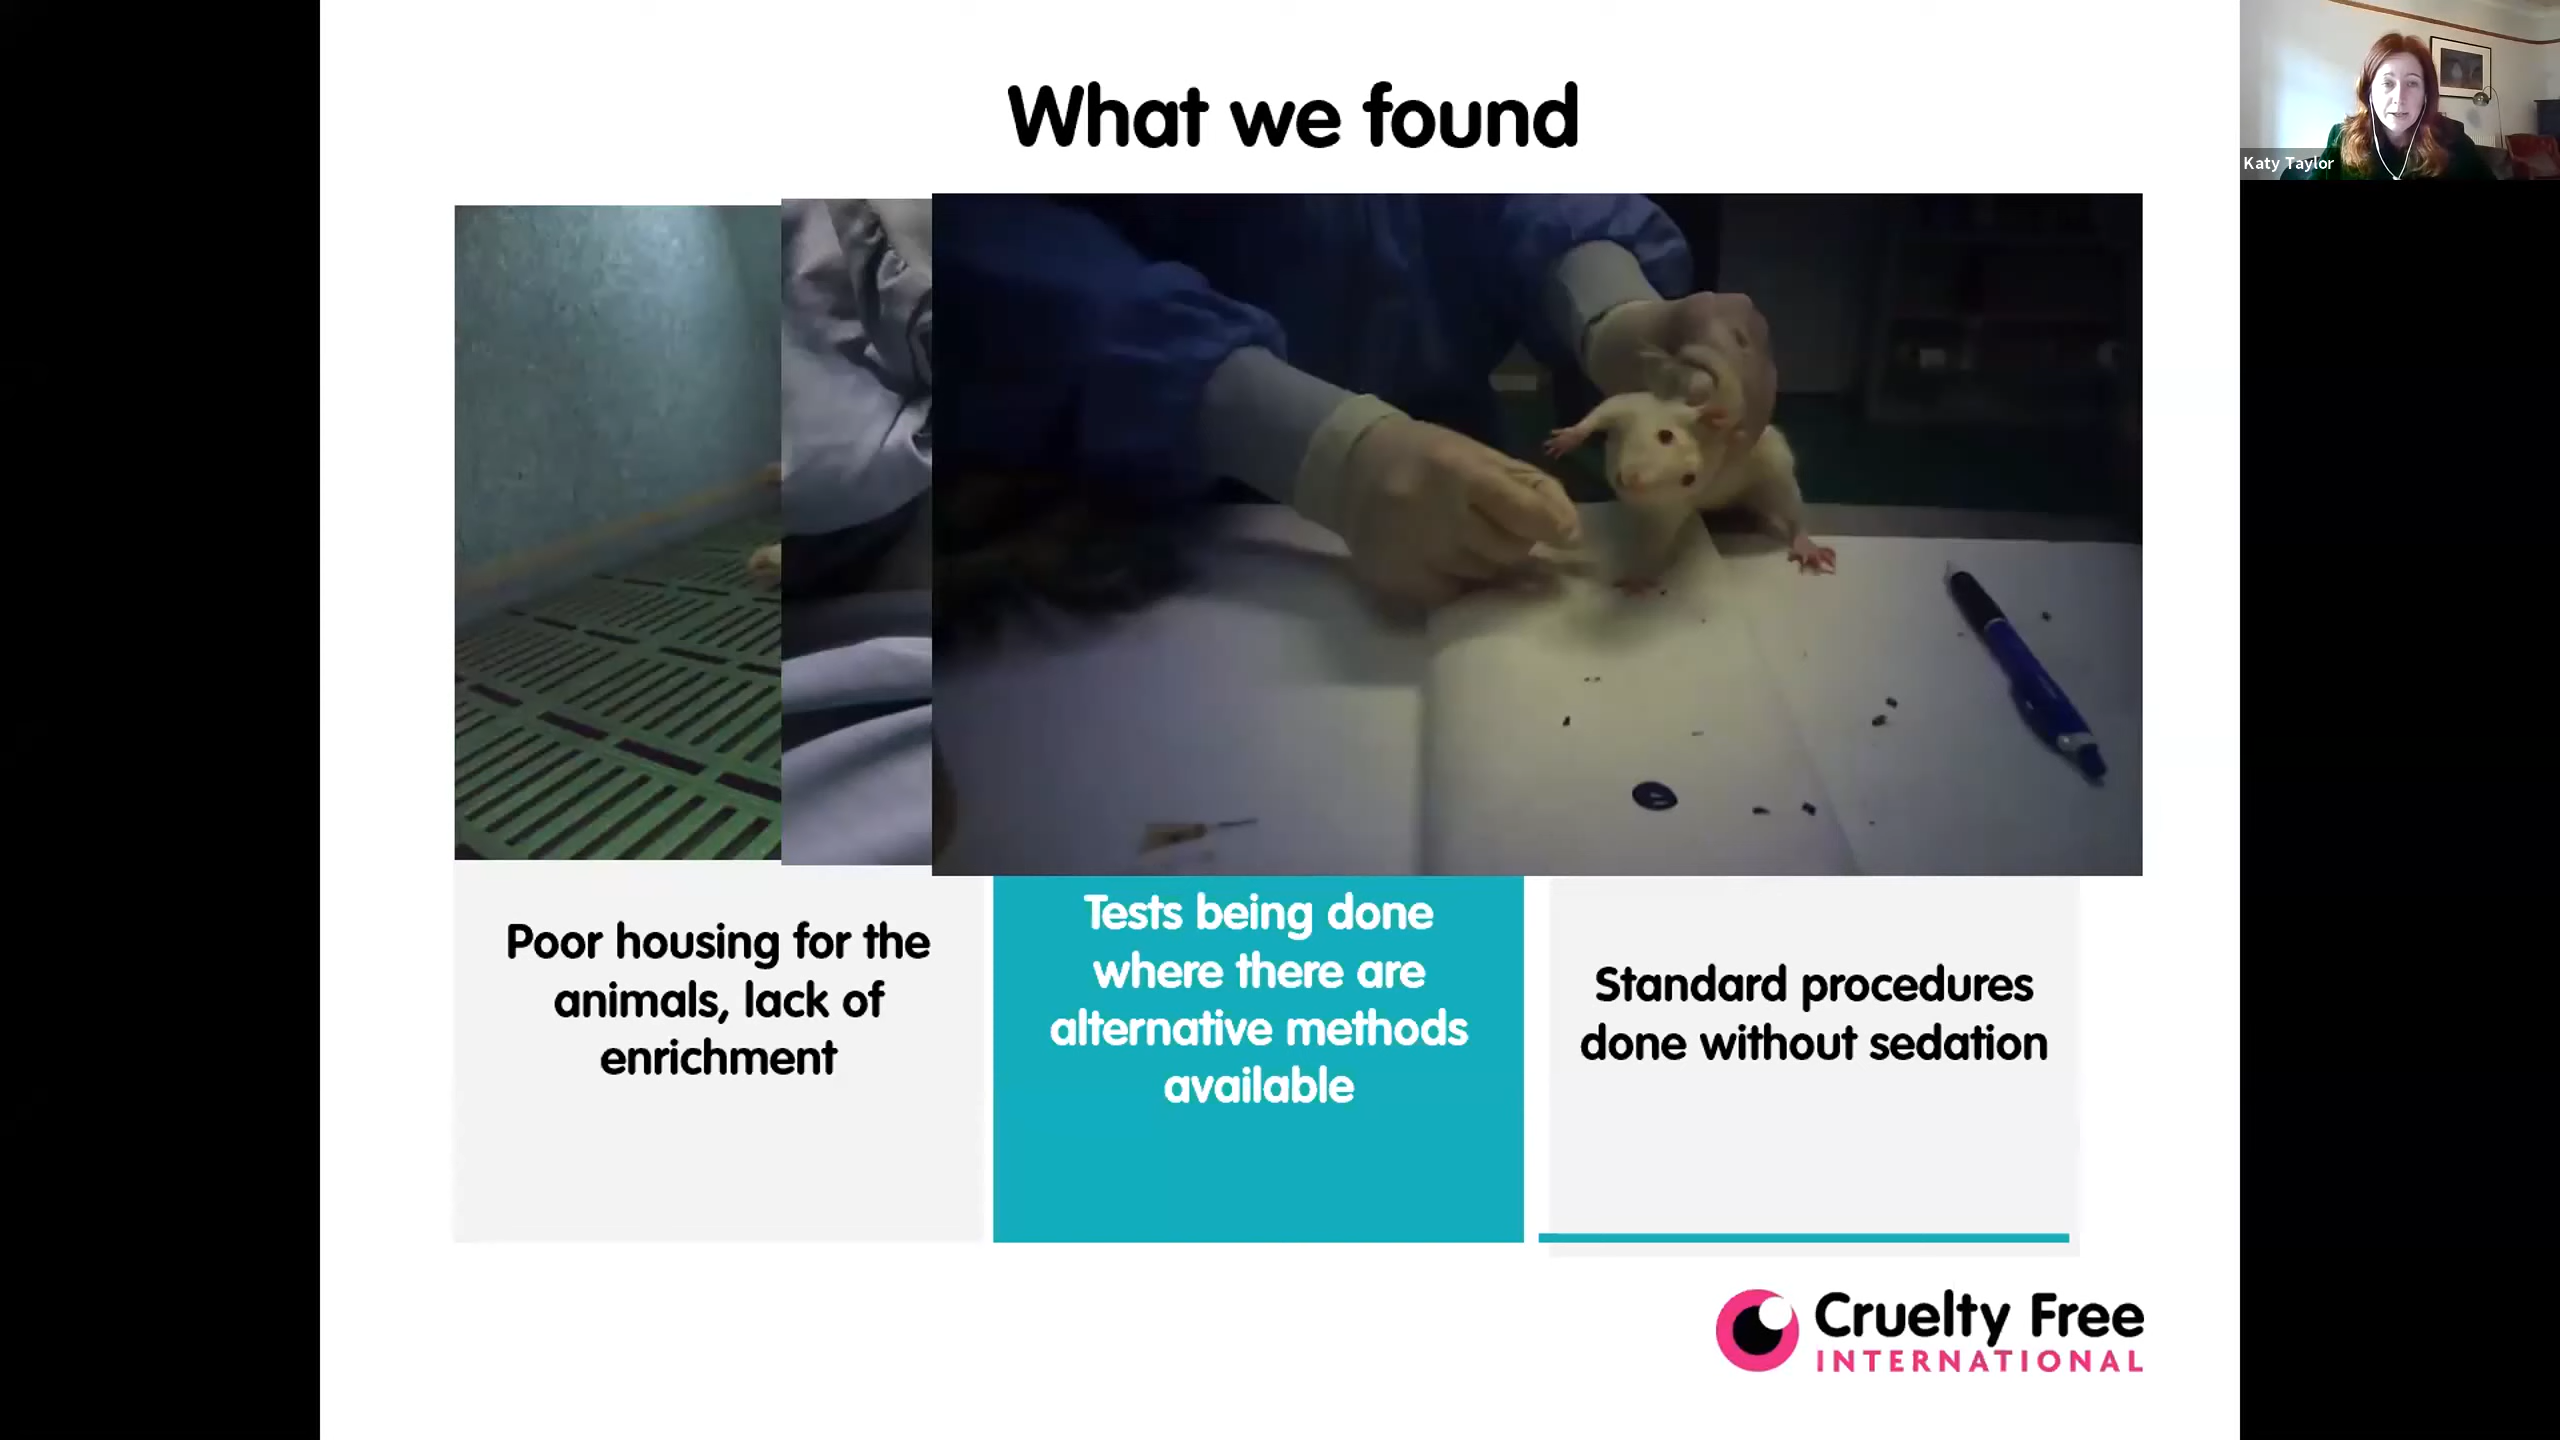 What we found
Katy Taylor
Poor housing for the
animals, lack of
enrichment
Tests being done
where there are
alternative methods
available
Standard procedures
done without sedation
Cruelty Free
INTERNATIONAL